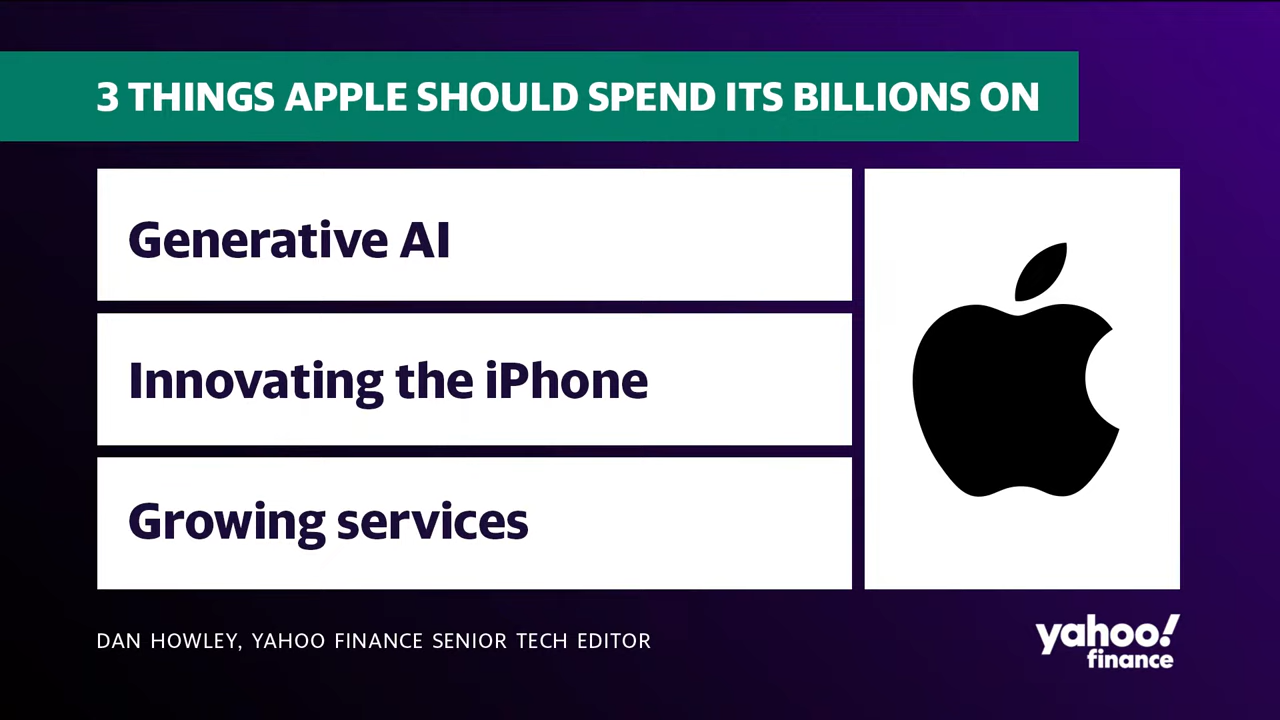 3 THINGS APPLE SHOULD SPEND ITS BILLIONS ON
Generative AI
Innovating the iPhone
Growing services
DAN HOWLEY, YAHOO FINANCE SENIOR TECH EDITOR
yahoo!
finance